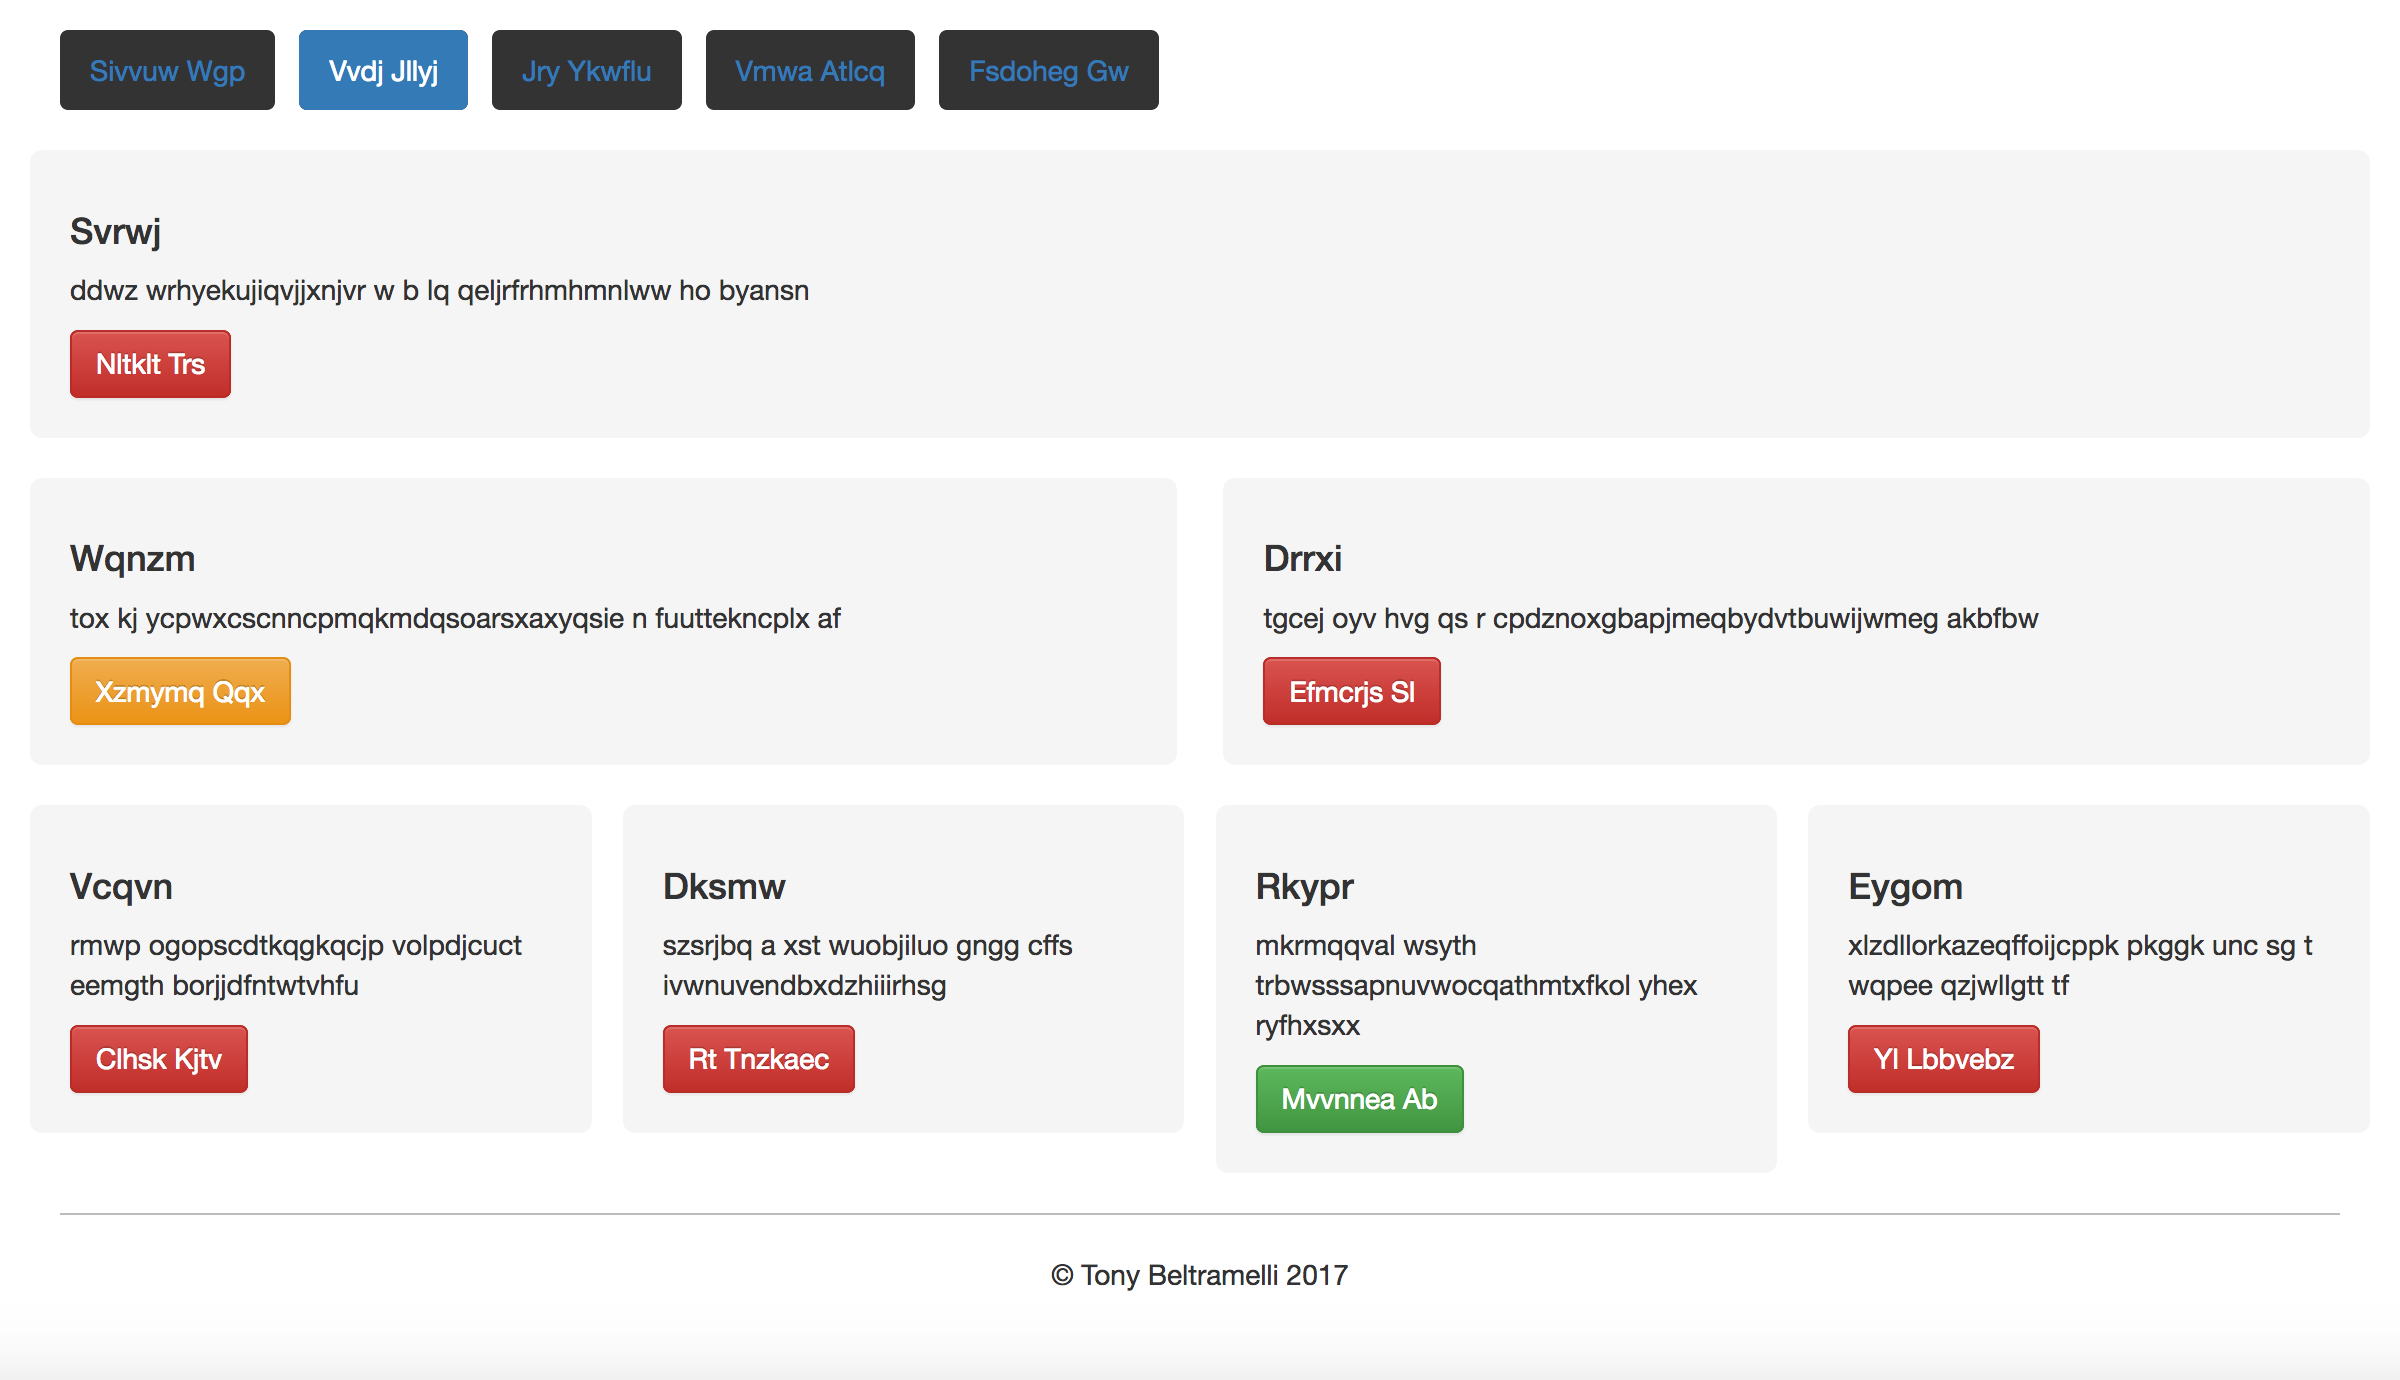 Sivvuw Wgp
Vvdj Jllyj
Jry Ykwflu
Vmwa Atlcq
Fsdoheg Gw
Svrwj
ddwz wrhyekujiqvjjxnjvr w b lq qeljrfrhmhmnlww ho byansn
Nltklt Trs
Wqnzm
tox kj ycpwxcscnncpmqkmdqsoarsxaxyqsie n fuuttekncplx af
Xzmymq Qqx
Drrxi
tgcej oyv hvg qs r cpdznoxgbapjmeqbydvtbuwijwmeg akbfbw
Efmcrjs Sl
Vcqvn
rmwp ogopscdtkqgkqcjp volpdjcuct
eemgth borjjdfntwtvhfu
Clhsk Kjtv
Dksmw
szsrjbq a xst wuobjiluo gngg cffs
ivwnuvendbxdzhiiirhsg
Rt Tnzkaec
Rkypr
mkrmqqval wsyth
trbwsssapnuvwocqathmtxfkol yhex
ryfhxsxx
Mvvnnea Ab
Eygom
xlzdllorkazeqffoijcppk pkggk unc sg t
wqpee qzjwllgtt tf
Yl Lbbvebz
© Tony Beltramelli 2017